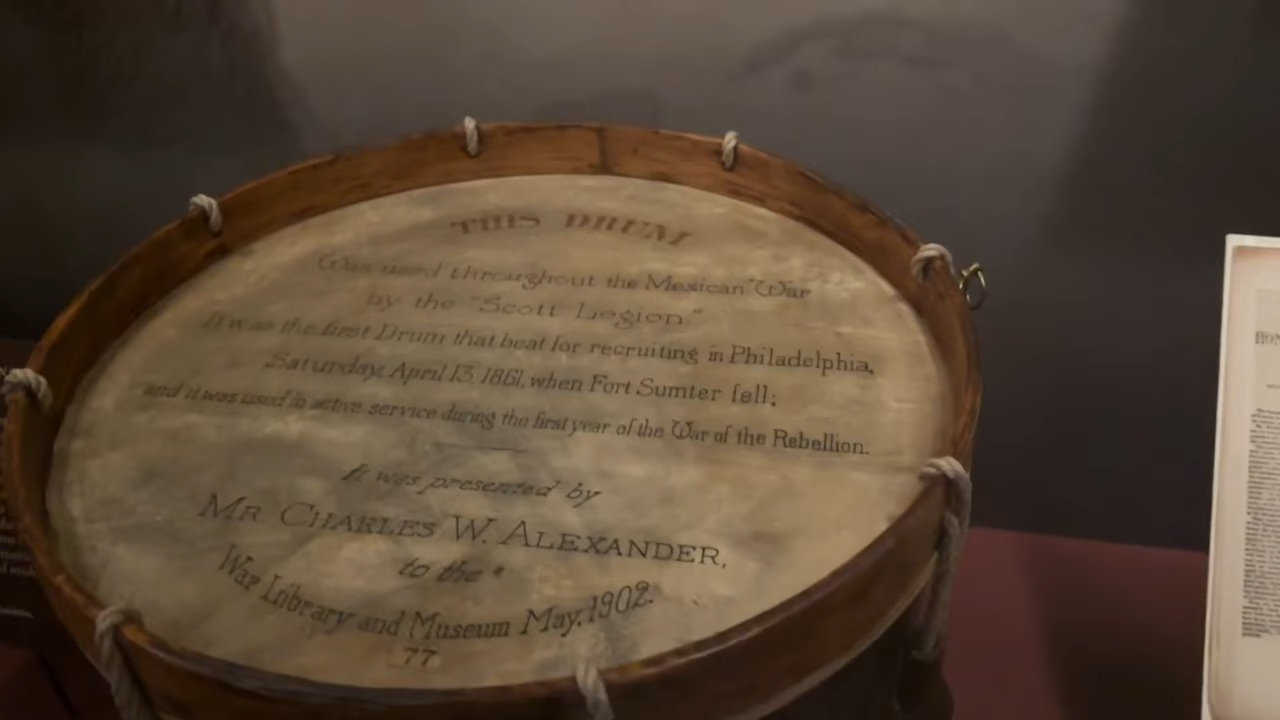 THIS DRUM
Was used throughout the Mexican War
by the "Scott Legion."
It was the first Drum that beat for recruiting in Philadelphia,
Saturday, April 13, 1861, when Fort Sumter fell;
and it was used in active service during the first year of the War of the Rebellion.
It was presented by
MR CHARLES W. ALEXANDER,
to the
War Library and Museum May, 1902.
77